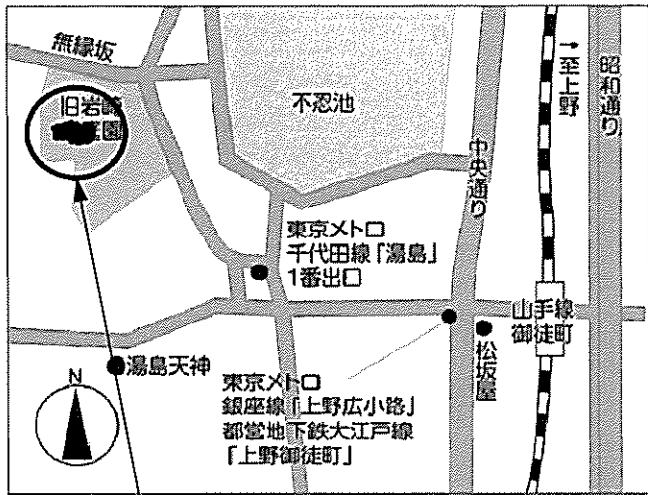 無縁坂
旧岩崎
庭園
不忍池
中央通り
↑至上野
昭和通り
東京メトロ
千代田線「湯島」
1番出口
山手線
御徒町
松坂屋
湯島天神
N
東京メトロ
銀座線「上野広小路」
都営地下鉄大江戸線
「上野御徒町」